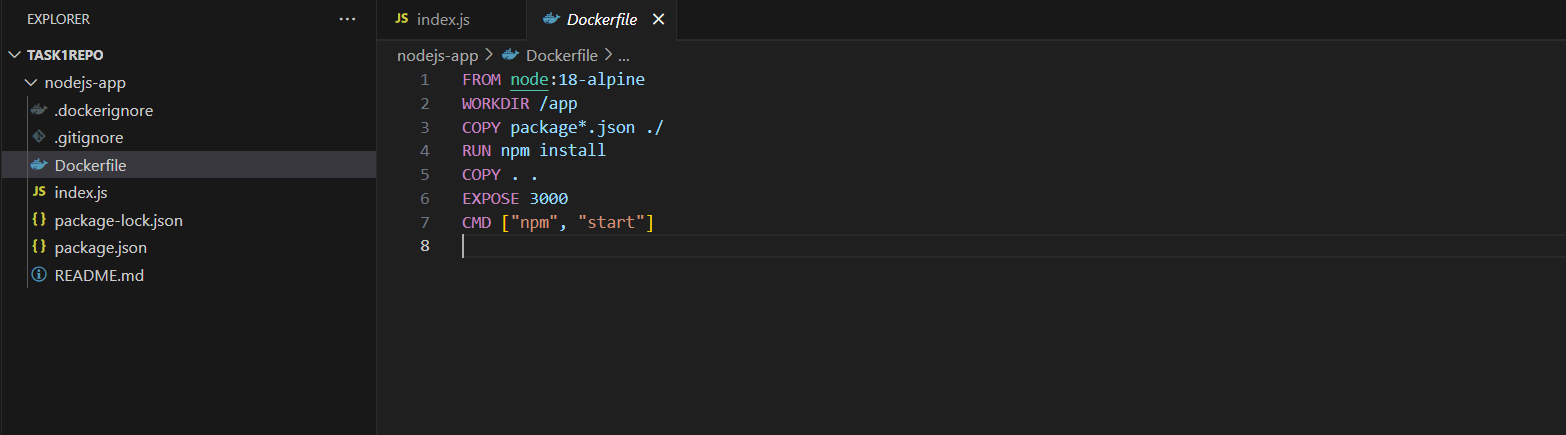 EXPLORER
···
TASK1REPO
nodejs-app
.dockerignore
.gitignore
Dockerfile
JS index.js
{} package-lock.json
{} package.json
README.md
JS index.js
Dockerfile
nodejs-app > Dockerfile > ...
1 FROM node:18-alpine
2 WORKDIR /app
3 COPY package*.json ./
4 RUN npm install
5 COPY . .
6 EXPOSE 3000
7 CMD ["npm", "start"]
8